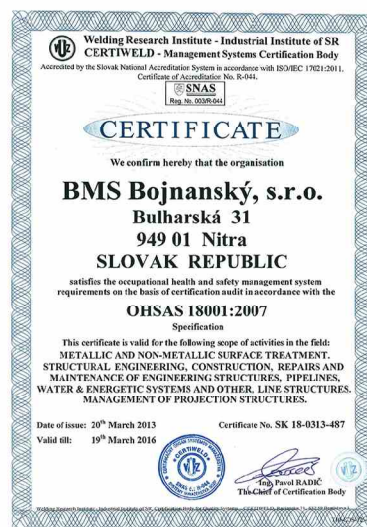 Welding Research Institute - Industrial Institute of SR
CERTIWELD - Management Systems Certification Body
Accredited by the Slovak National Accreditation System in accordance with ISO/IEC 17021:2011.
Certificate of Accreditation No. R-044.
SNAS
Reg. No. 003/R-044
CERTIFICATE
We confirm hereby that the organisation
BMS Bojnanský, s.r.o.
Bulharská 31
949 01 Nitra
SLOVAK REPUBLIC
satisfies the occupational health and safety management system
requirements on the basis of certification audit in accordance with the
OHSAS 18001:2007
Specification
This certificate is valid for the following scope of activities in the field:
METALLIC AND NON-METALLIC SURFACE TREATMENT.
STRUCTURAL ENGINEERING, CONSTRUCTION, REPAIRS AND
MAINTENANCE OF ENGINEERING STRUCTURES, PIPELINES,
WATER & ENERGETIC SYSTEMS AND OTHER, LINE STRUCTURES.
MANAGEMENT OF PROJECTION STRUCTURES.
Date of issue: 20th March 2013
Certificate No. SK 18-0313-487
Valid till: 19th March 2016
CERTIWELD
Ing. Pavol RADIČ
The Chief of Certification Body